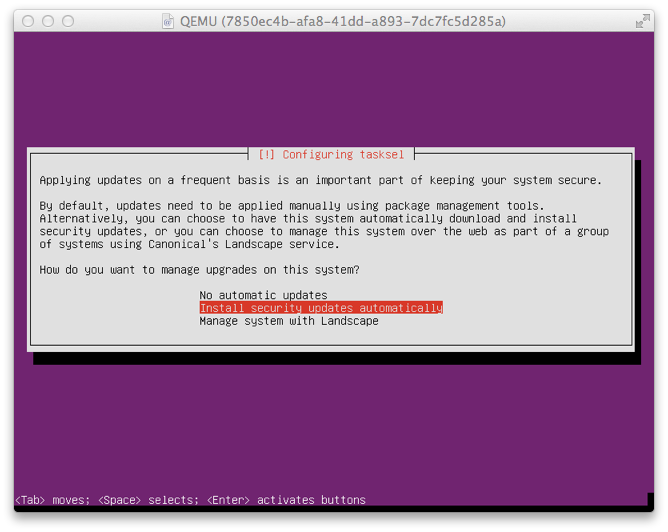 QEMU (7850ec4b-afa8-41dd-a893-7dc7fc5d285a)
[!] Configuring tasksel
Applying updates on a frequent basis is an important part of keeping your system secure.
By default, updates need to be applied manually using package management tools.
Alternatively, you can choose to have this system automatically download and install
security updates, or you can choose to manage this system over the web as part of a group
of systems using Canonical's Landscape service.
How do you want to manage upgrades on this system?
No automatic updates
Install security updates automatically
Manage system with Landscape
<Tab> moves; <Space> selects; <Enter> activates buttons